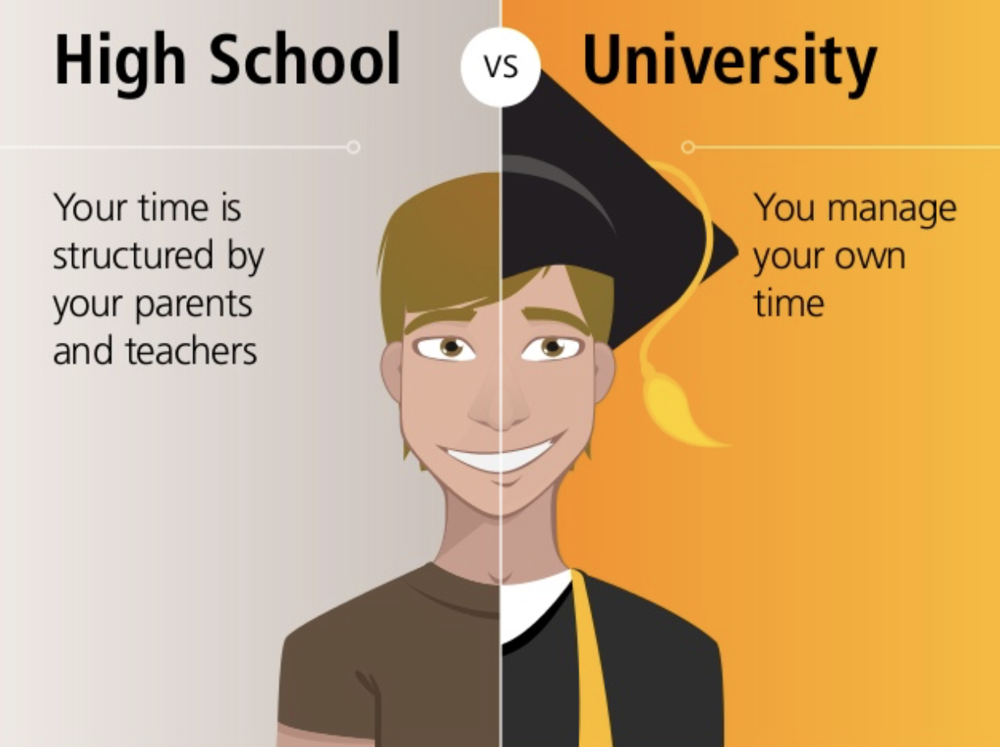 High School
VS
University
Your time is
structured by
your parents
and teachers
You manage
your own
time